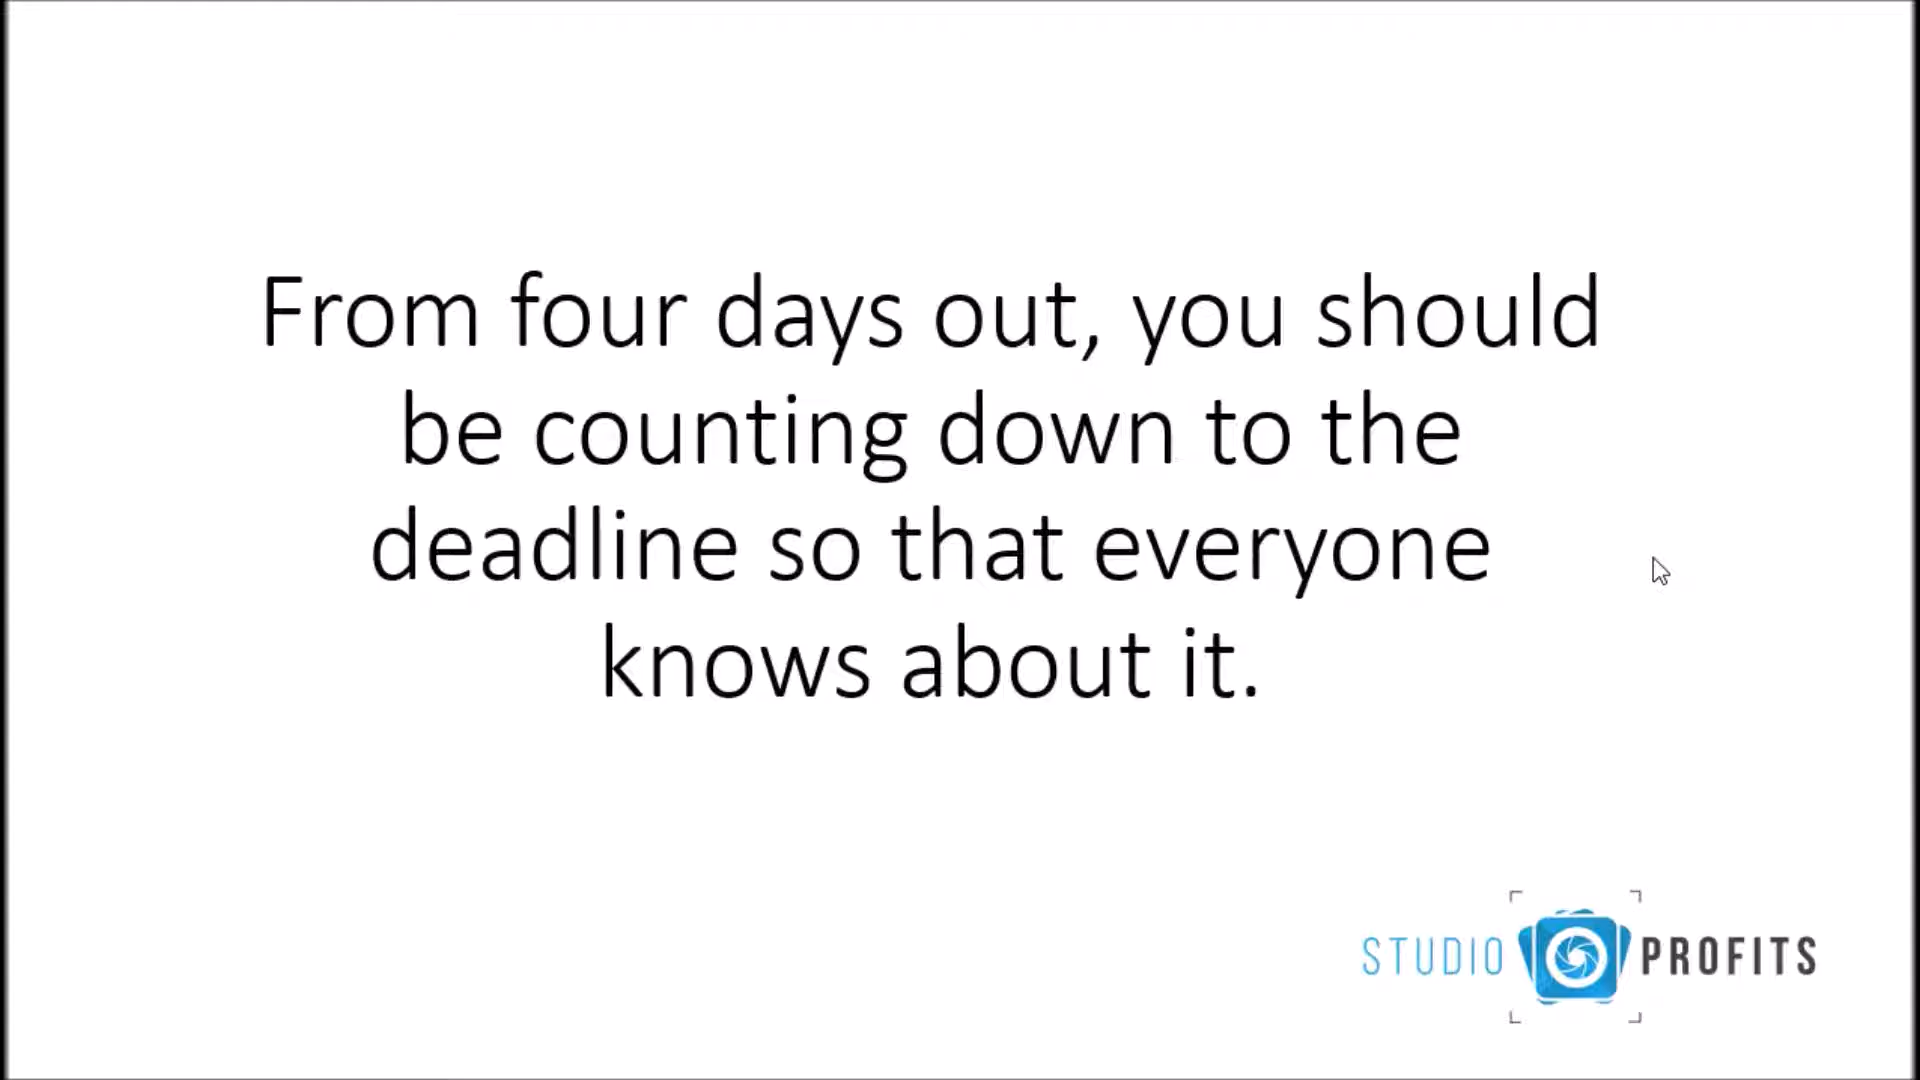 From four days out, you should
be counting down to the
deadline so that everyone
knows about it.
STUDIO PROFITS